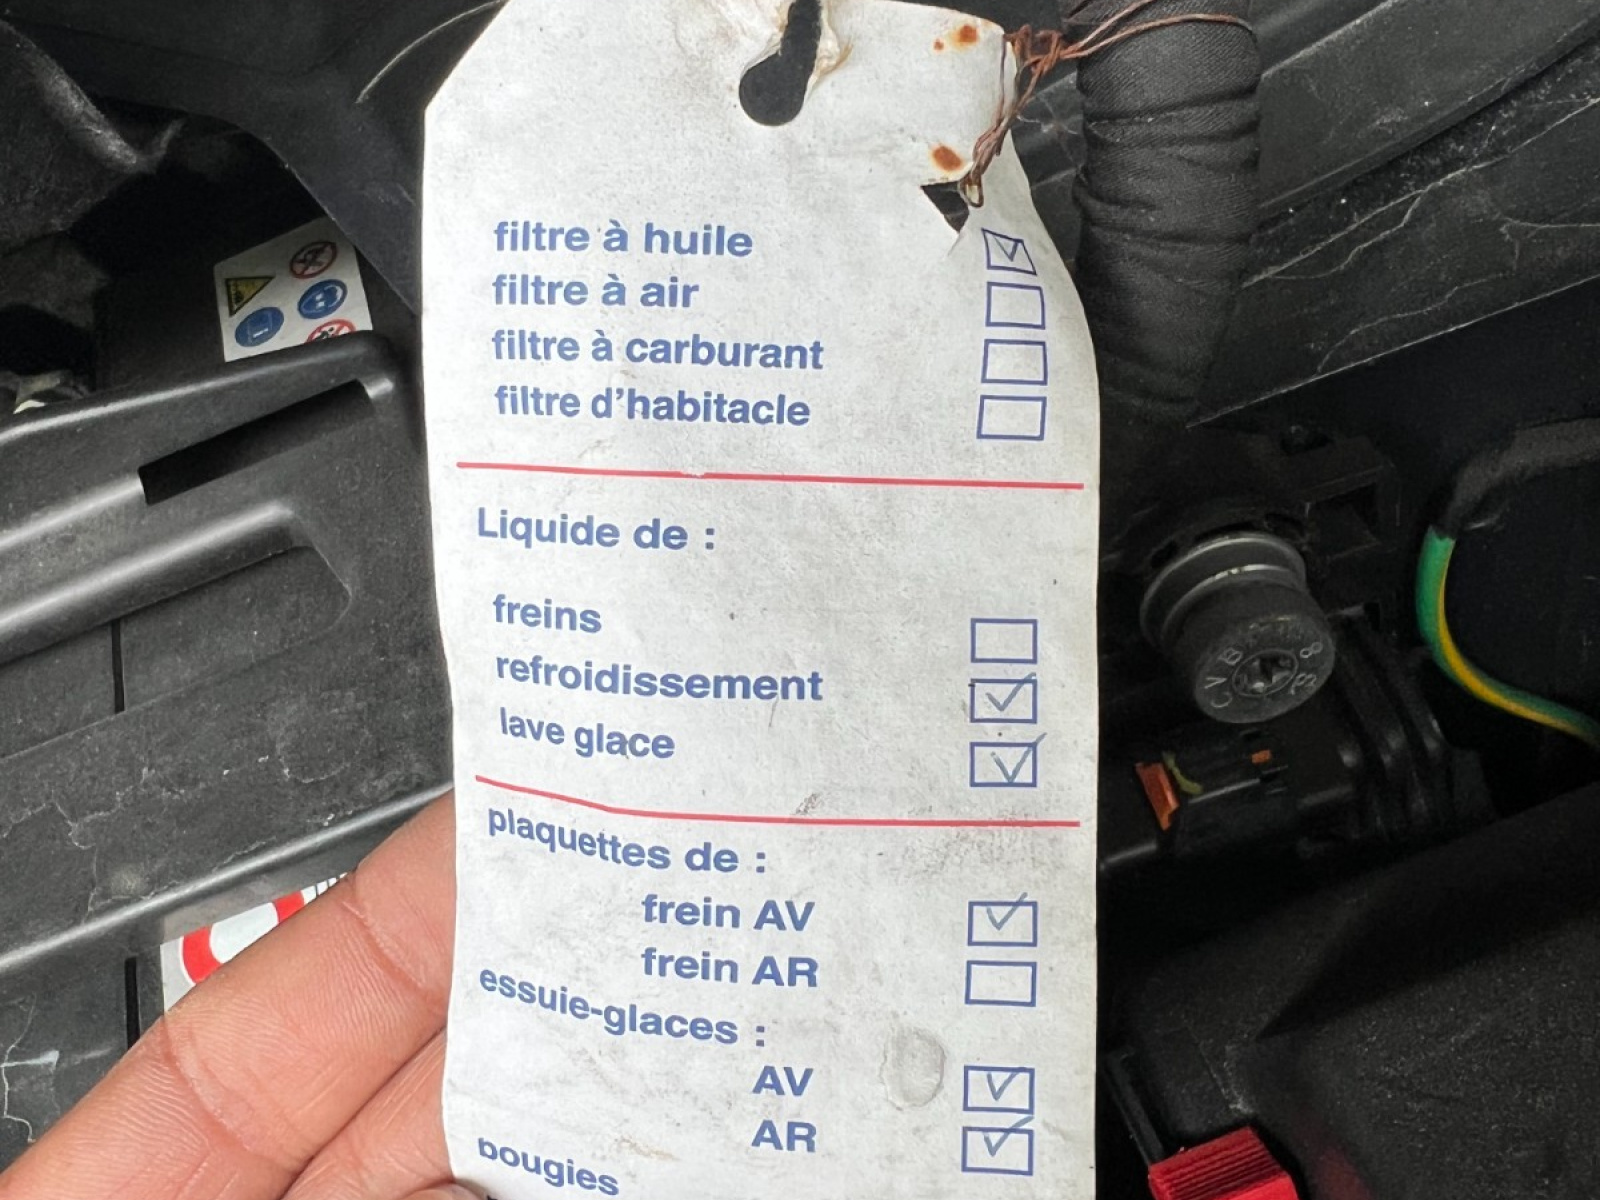 filtre à huile
filtre à air
filtre à carburant
filtre d'habitacle
Liquide de :
freins
refroidissement
lave glace
plaquettes de :
frein AV
frein AR
essuie-glaces :
AV
AR
bougies